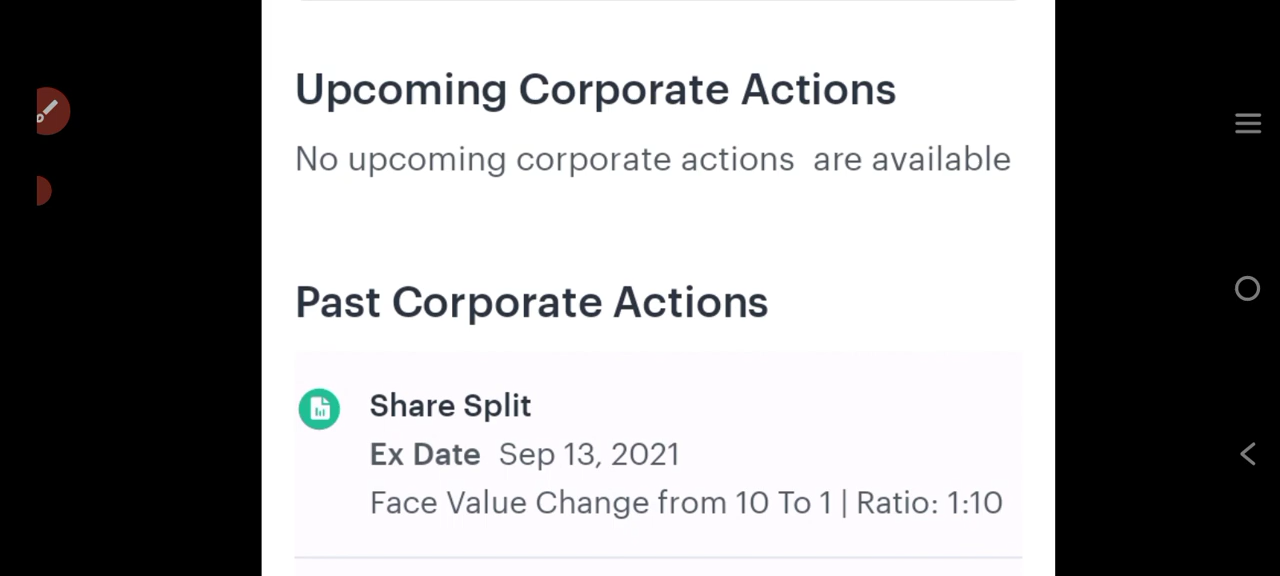 Upcoming Corporate Actions
No upcoming corporate actions are available
Past Corporate Actions
Share Split
Ex Date Sep 13, 2021
Face Value Change from 10 To 1 | Ratio: 1:10